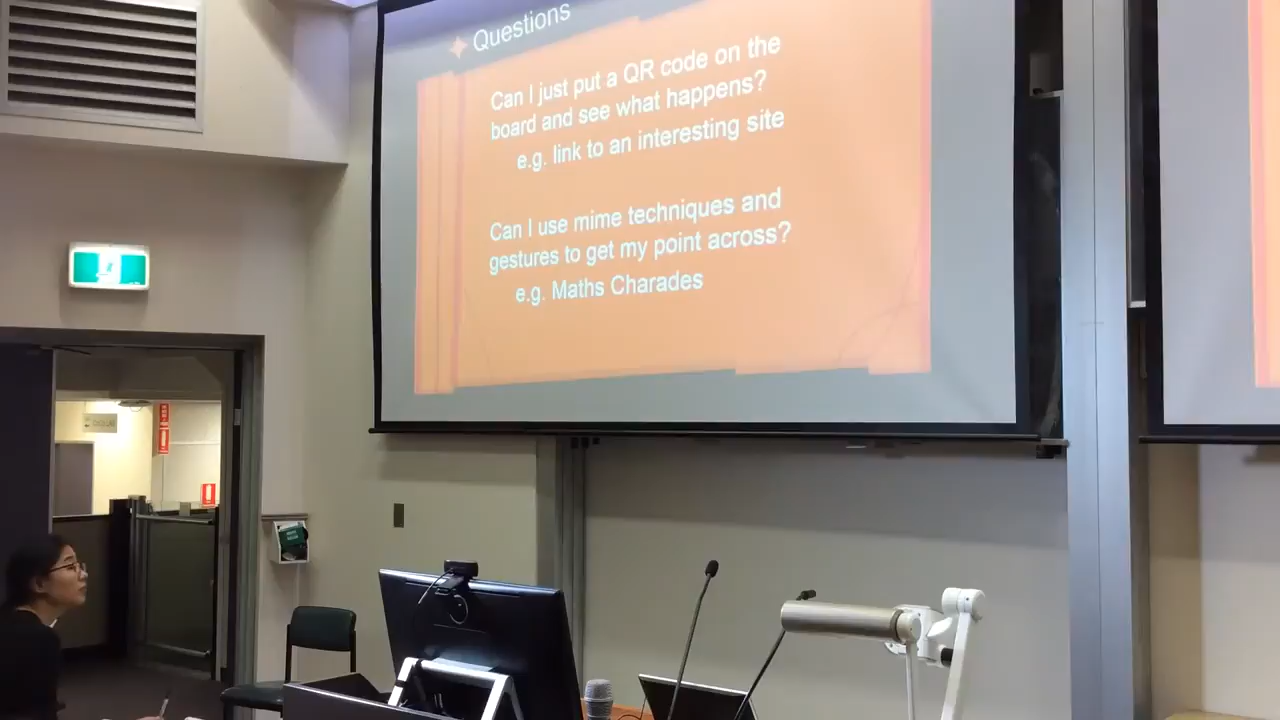 Questions
Can I just put a QR code on the
board and see what happens?
e.g. link to an interesting site
Can I use mime techniques and
gestures to get my point across?
e.g. Maths Charades